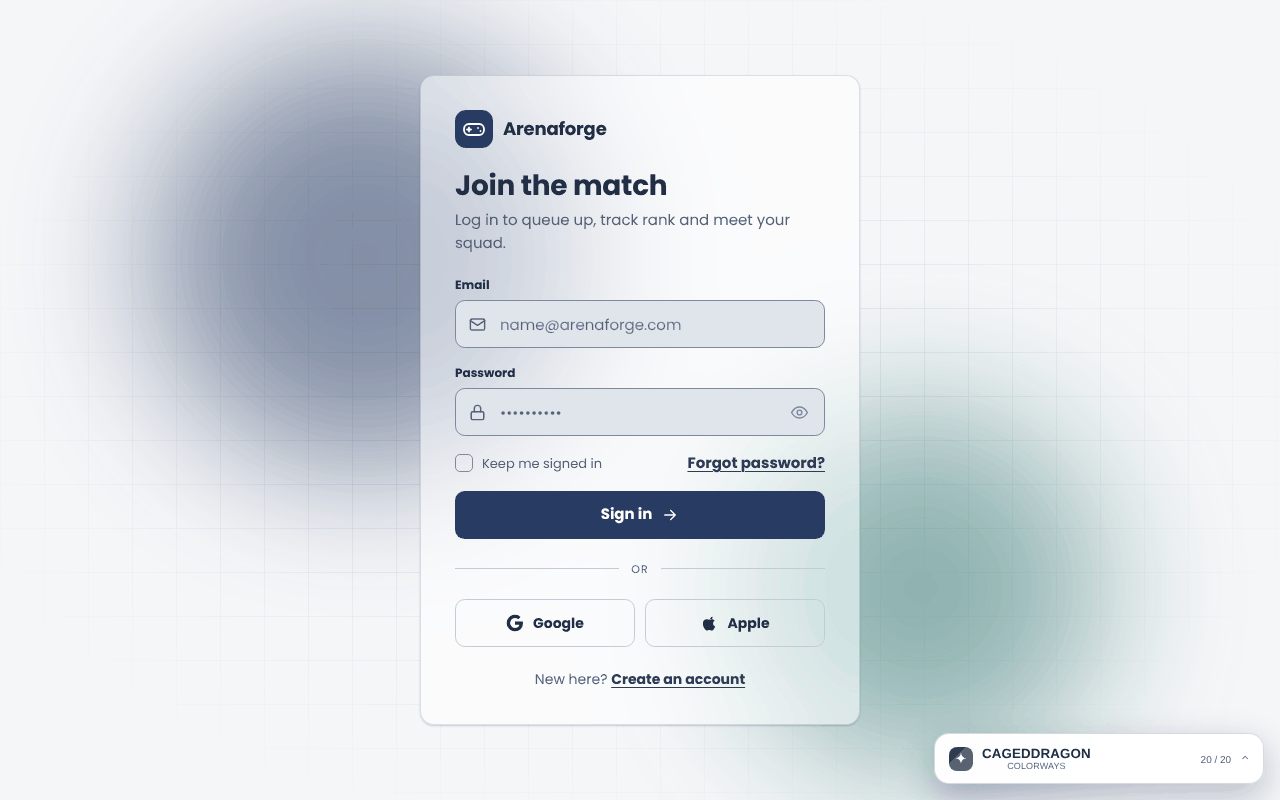 Arenaforge
Join the match
Log in to queue up, track rank and meet your
squad.
Email
name@arenaforge.com
Password
••••••••••
Keep me signed in
Forgot password?
Sign in
OR
Google
Apple
New here? Create an account
CAGEDDRAGON
COLORWAYS
20 / 20